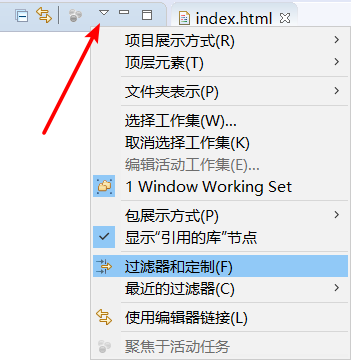 index.html
项目展示方式(R)
顶层元素(T)
文件夹表示(P)
选择工作集(W)...
取消选择工作集(K)
编辑活动工作集(E)...
1 Window Working Set
包展示方式(P)
显示“引用的库”节点
过滤器和定制(F)
最近的过滤器(C)
使用编辑器链接(L)
聚焦于活动任务